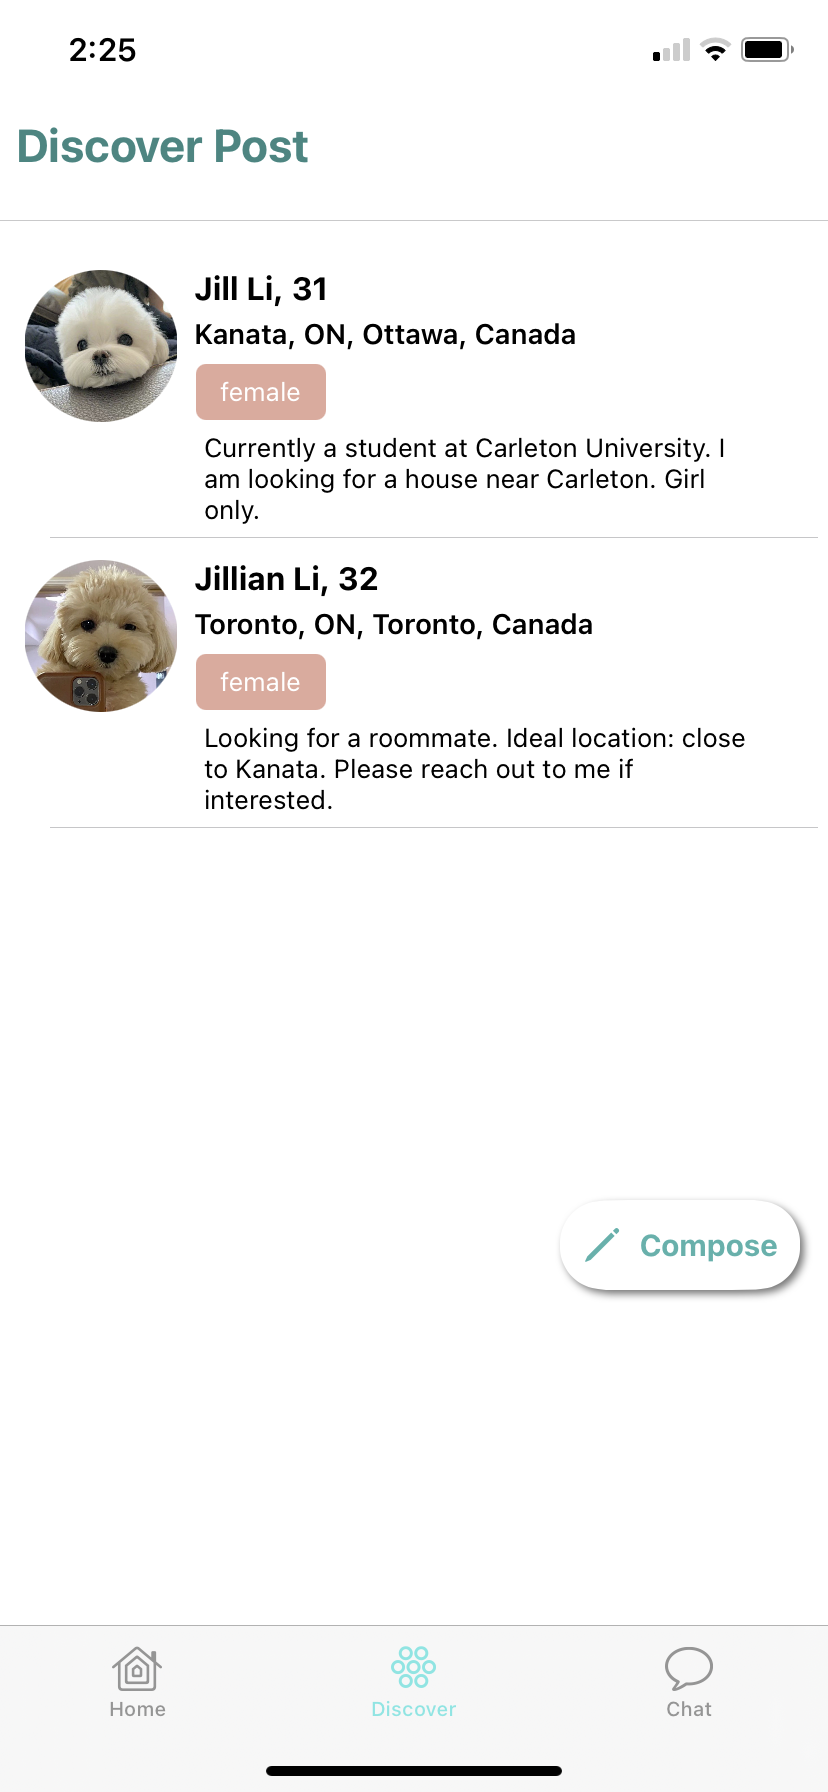 2:25
Discover Post
Jill Li, 31
Kanata, ON, Ottawa, Canada
female
Currently a student at Carleton University. I
am looking for a house near Carleton. Girl
only.
Jillian Li, 32
Toronto, ON, Toronto, Canada
female
Looking for a roommate. Ideal location: close
to Kanata. Please reach out to me if
interested.
Compose
Home
Discover
Chat